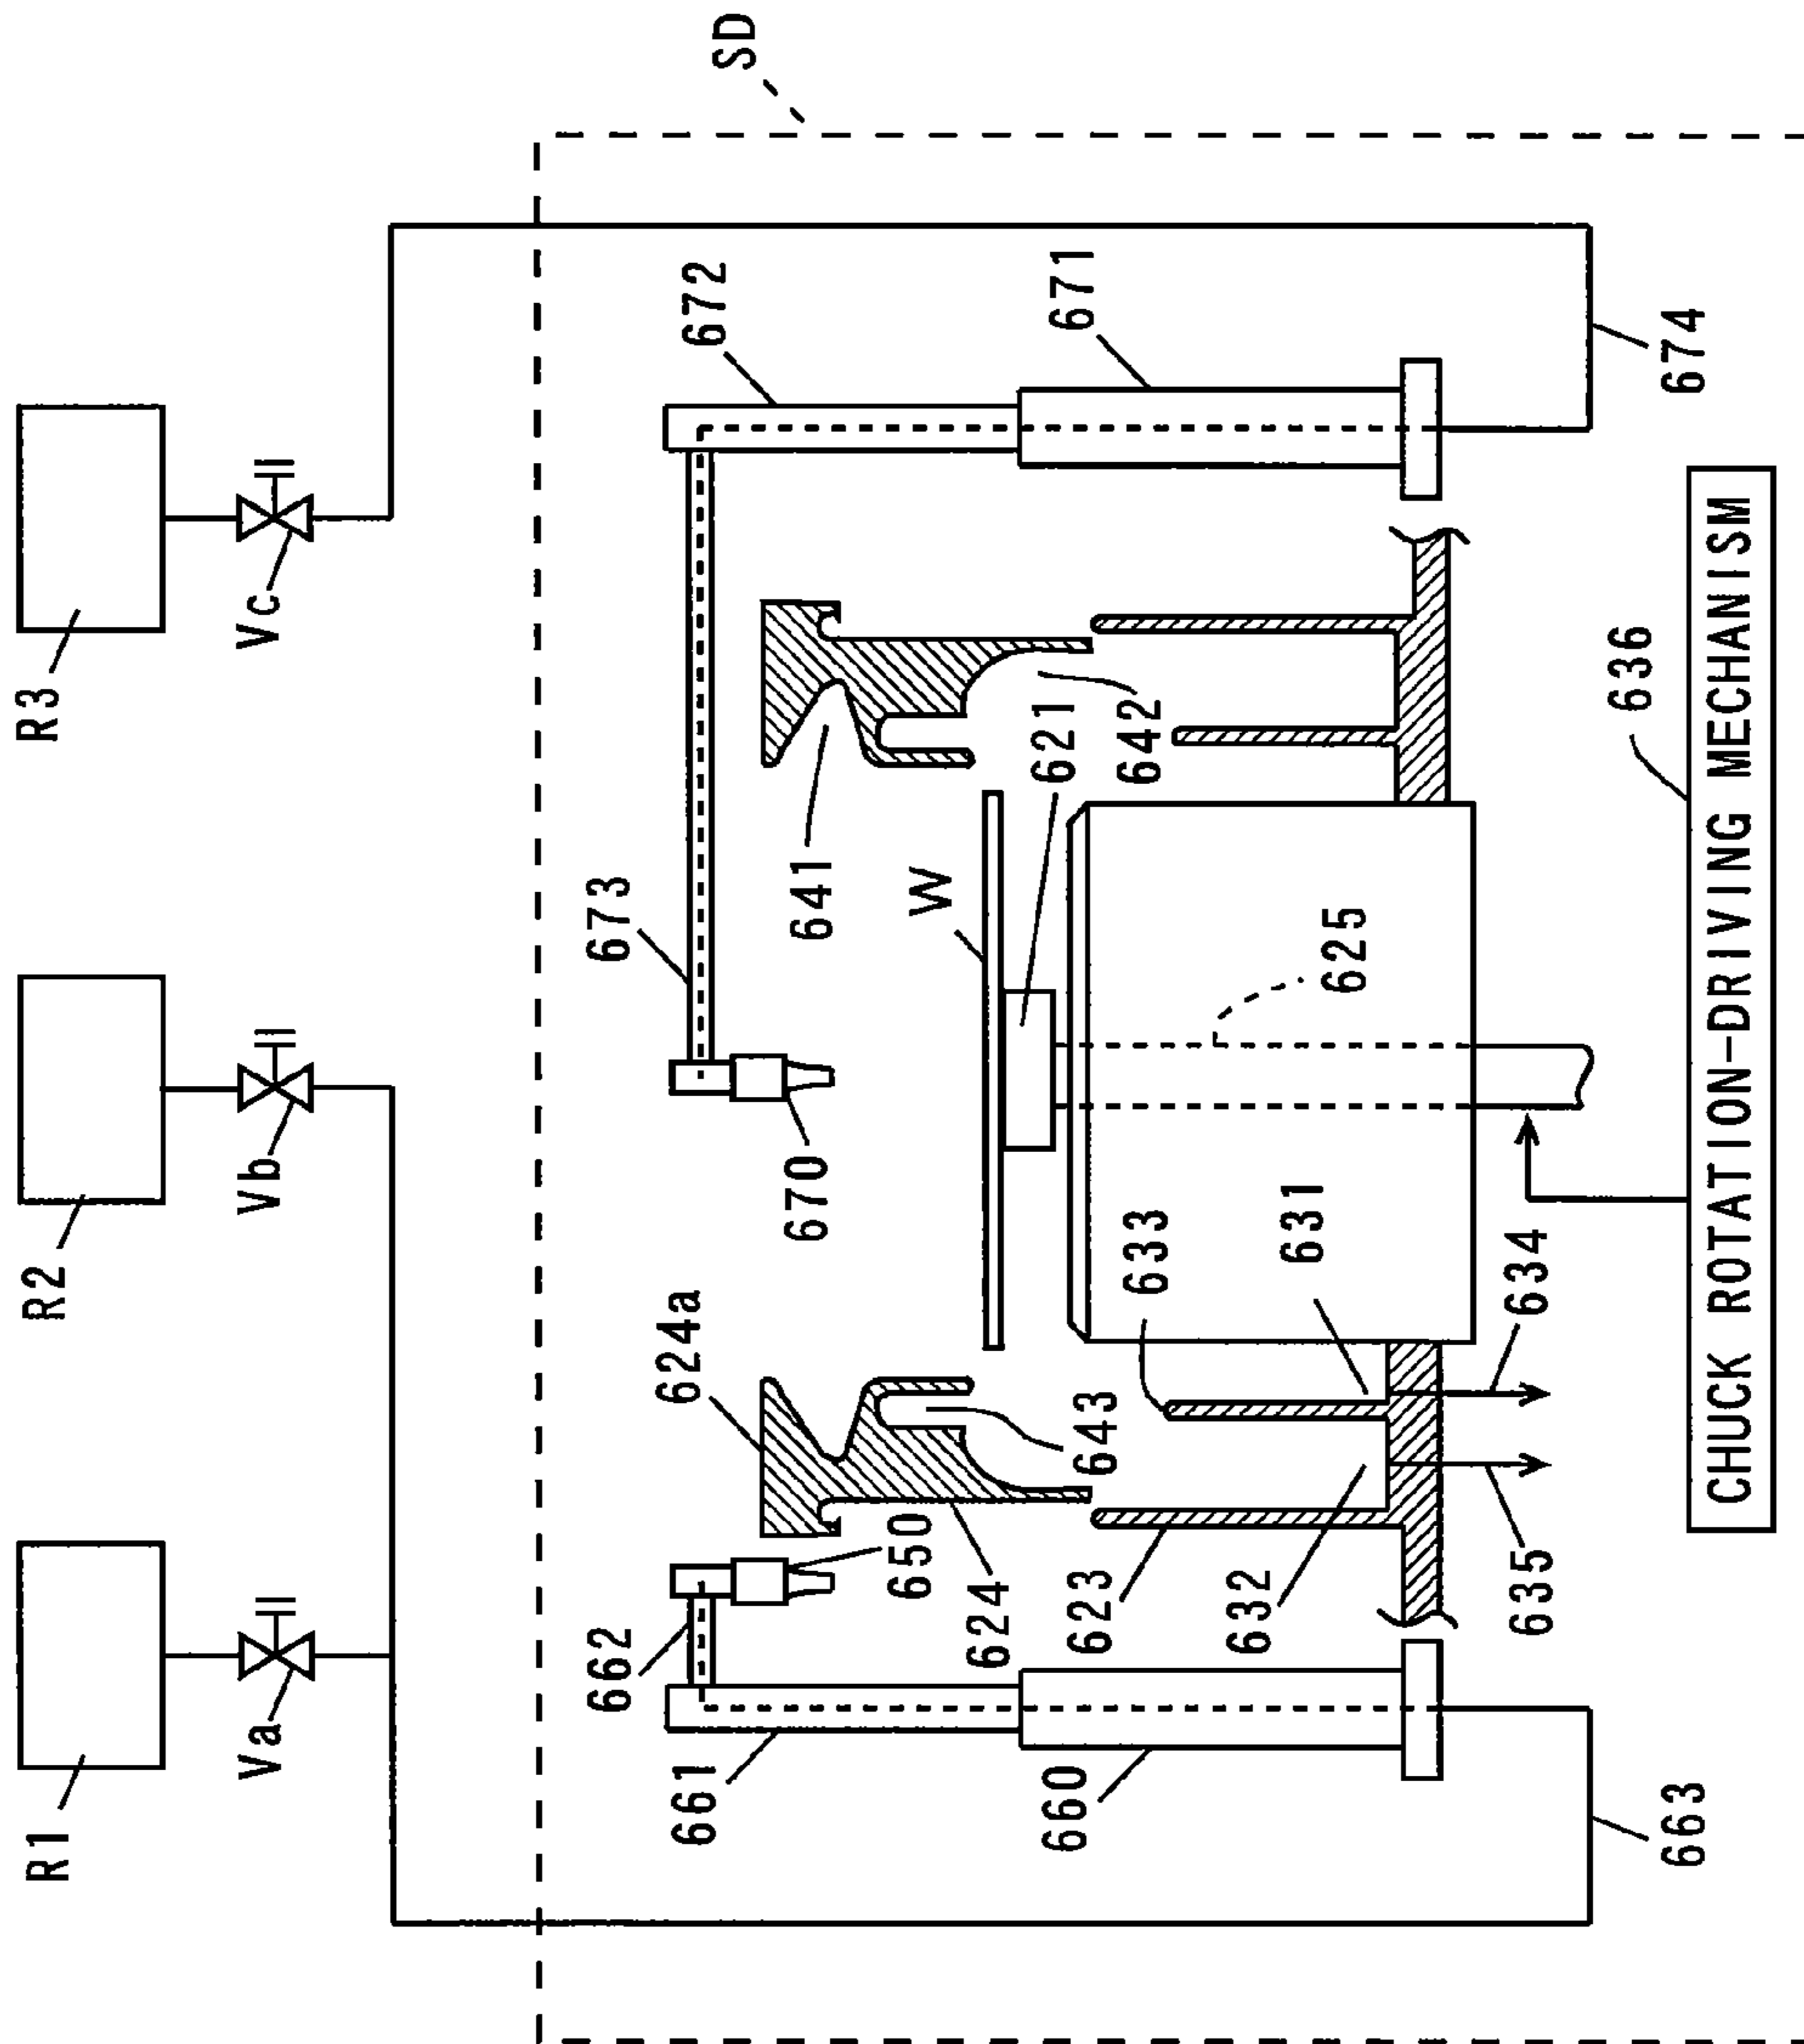 R1
R2
R3
Va
Vb
Vc
SD
661
662
624a
673
672
650
670
641
W
660
624
623
632
643
633
631
621
642
625
671
663
635
634
636
674
CHUCK ROTATION-DRIVING MECHANISM